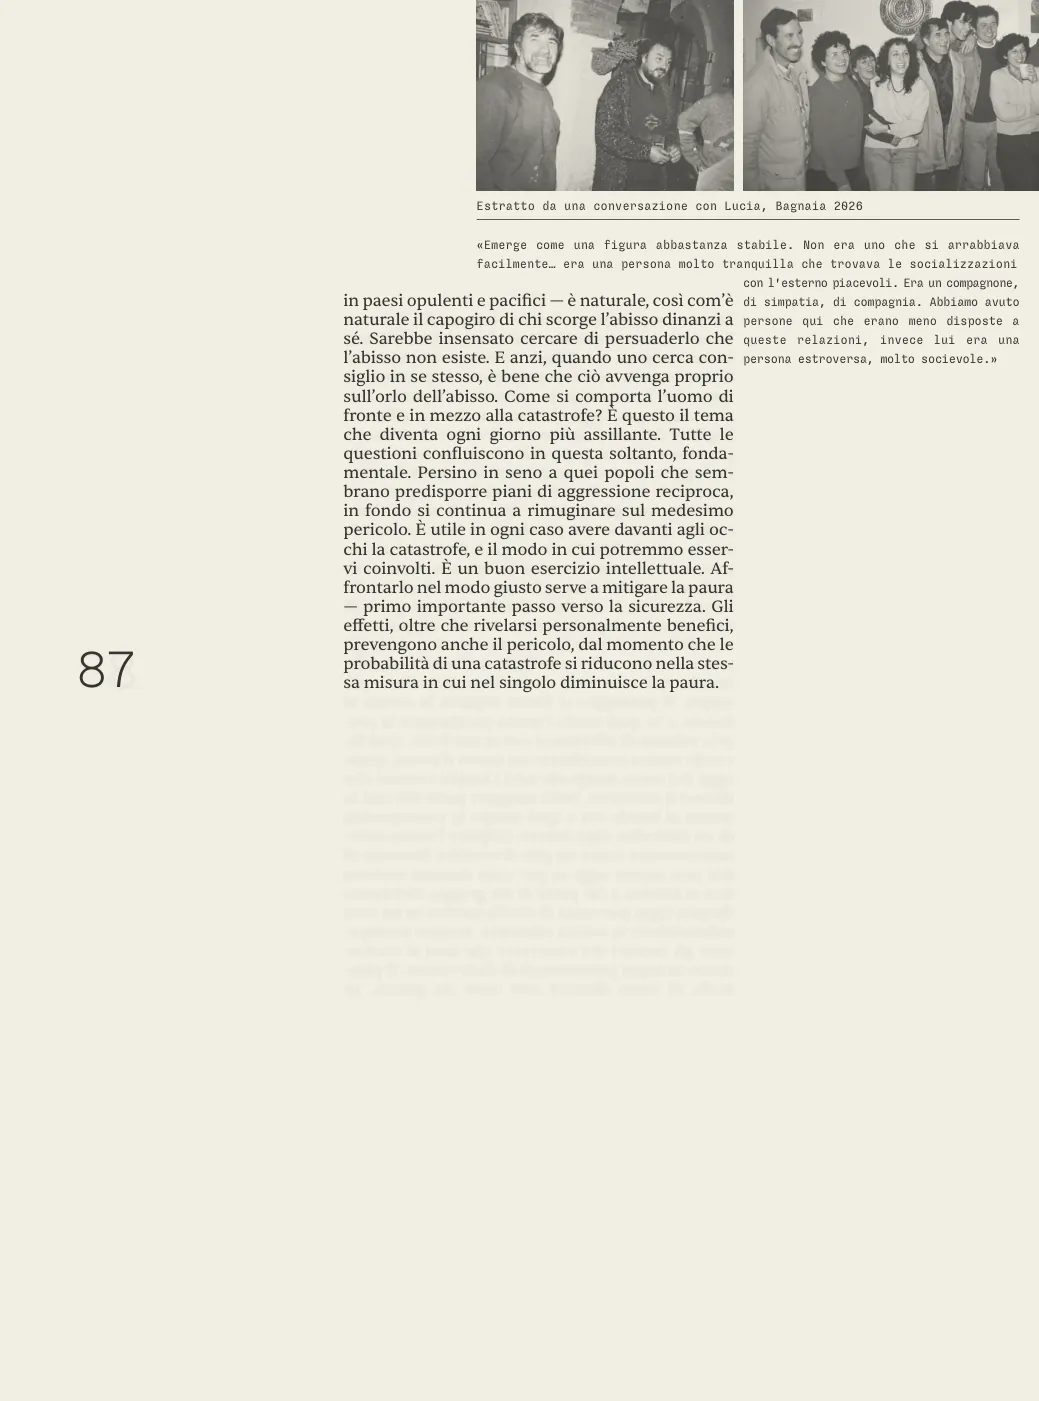 Estratto da una conversazione con Lucia, Bagnaia 2026
«Emerge come una figura abbastanza stabile. Non era uno che si arrabbiava
facilmente… era una persona molto tranquilla che trovava le socializzazioni
con l'esterno piacevoli. Era un compagnone,
di simpatia, di compagnia. Abbiamo avuto
persone qui che erano meno disposte a
queste relazioni, invece lui era una
persona estroversa, molto socievole.»
in paesi opulenti e pacifici — è naturale, così com’è
naturale il capogiro di chi scorge l’abisso dinanzi a
sé. Sarebbe insensato cercare di persuaderlo che
l’abisso non esiste. E anzi, quando uno cerca con-
siglio in se stesso, è bene che ciò avvenga proprio
sull’orlo dell’abisso. Come si comporta l’uomo di
fronte e in mezzo alla catastrofe? È questo il tema
che diventa ogni giorno più assillante. Tutte le
questioni confluiscono in questa soltanto, fonda-
mentale. Persino in seno a quei popoli che sem-
brano predisporre piani di aggressione reciproca,
in fondo si continua a rimuginare sul medesimo
pericolo. È utile in ogni caso avere davanti agli oc-
chi la catastrofe, e il modo in cui potremmo esser-
vi coinvolti. È un buon esercizio intellettuale. Af-
frontarlo nel modo giusto serve a mitigare la paura
— primo importante passo verso la sicurezza. Gli
effetti, oltre che rivelarsi personalmente benefici,
prevengono anche il pericolo, dal momento che le
probabilità di una catastrofe si riducono nella stes-
sa misura in cui nel singolo diminuisce la paura.
87